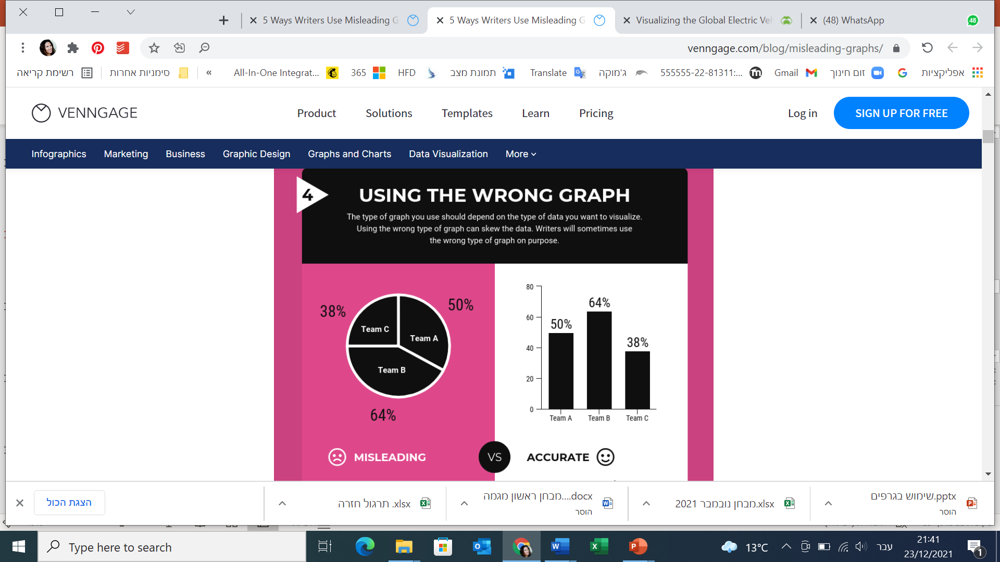 5 Ways Writers Use Misleading G
5 Ways Writers Use Misleading G
Visualizing the Global Electric Veh
(48) WhatsApp
48
venngage.com/blog/misleading-graphs/
רשימת קריאה
סימניות אחרות
«
All-In-One Integrat...
365
HFD
תמונת מצב
Translate
ג'מוקה
555555-22-81311:...
Gmail
זום חינוך
אפליקציות
VENNGAGE
Product
Solutions
Templates
Learn
Pricing
Log in
SIGN UP FOR FREE
Infographics
Marketing
Business
Graphic Design
Graphs and Charts
Data Visualization
More
4
USING THE WRONG GRAPH
The type of graph you use should depend on the type of data you want to visualize.
Using the wrong type of graph can skew the data. Writers will sometimes use
the wrong type of graph on purpose.
38%
50%
Team C
Team A
Team B
64%
80
60
40
20
0
50%
64%
38%
Team A
Team B
Team C
MISLEADING
VS
ACCURATE
הצגת הכול
תרגול חזרה .xlsx
מבחן ראשון מגמה....docx
הוסר
מבחן נובמבר 2021.xlsx
שימוש בגרפים.pptx
הוסר
Type here to search
13°C
עבר
21:41
23/12/2021
1